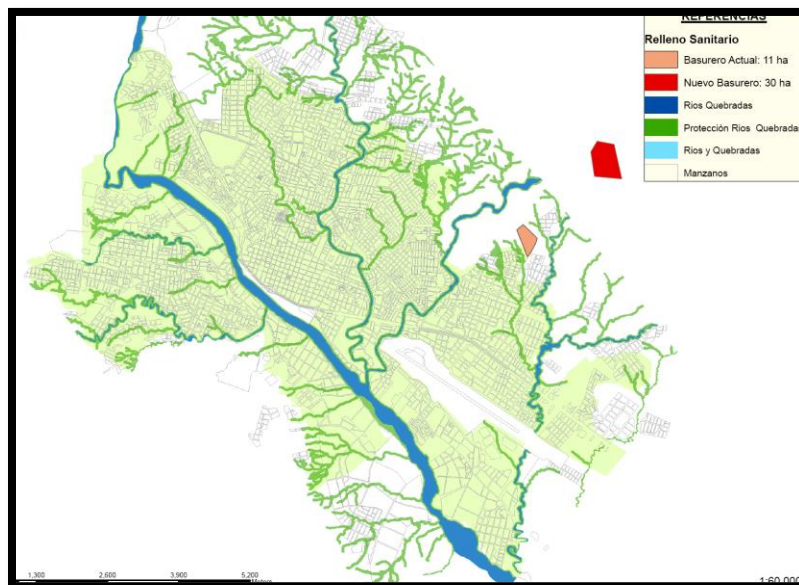 REFERENCIAS
Relleno Sanitario
Basurero Actual: 11 ha
Nuevo Basurero: 30 ha
Rios Quebradas
Protección Rios Quebradas
Rios y Quebradas
Manzanos
1,300 2,600 3,900 5,200
1:60.000